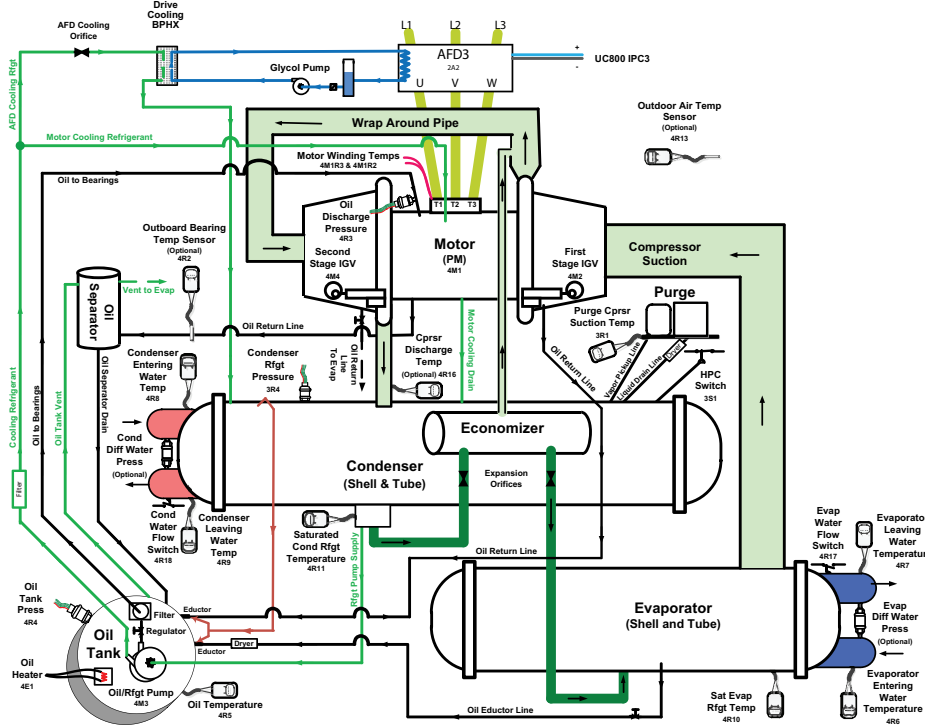 Drive
Cooling
BPHX
AFD Cooling
Orifice
L1
L2
L3
AFD3
2A2
U
V
W
+
-
UC800 IPC3
Glycol Pump
AFD Cooling Rfgt
Motor Cooling Refrigerant
Wrap Around Pipe
Outdoor Air Temp
Sensor
(Optional)
4R13
Motor Winding Temps
4M1R3 & 4M1R2
Oil to Bearings
T1
T2
T3
Oil
Discharge
Pressure
4R3
Outboard Bearing
Temp Sensor
(Optional)
4R2
Second
Stage IGV
4M4
Motor
(PM)
4M1
First
Stage IGV
4M2
Compressor
Suction
Vent to Evap
Oil
Separator
Purge
Purge Cprsr
Suction Temp
3R1
Oil Return Line
Oil Return
Line
To Evap
Motor Cooling Drain
Oil Return Line
Vapor Pickup Line
Liquid Drain Line
Dryer
HPC
Switch
3S1
Condenser
Entering
Water
Temp
4R8
Condenser
Rfgt
Pressure
3R4
Cprsr
Discharge
Temp
(Optional) 4R16
Cooling Refrigerant
Oil to Bearings
Oil Tank Vent
Oil Separator Drain
Economizer
Cond
Diff Water
Press
(Optional)
Condenser
(Shell & Tube)
Expansion
Orifices
Filter
Cond
Water
Flow
Switch
4R18
Condenser
Leaving
Water
Temp
4R9
Saturated
Cond Rfgt
Temperature
4R11
Rfgt Pump Supply
Oil Return Line
Evap
Water
Flow
Switch
4R17
Evaporator
Leaving
Water
Temperature
4R7
Oil
Tank
Press
4R4
Filter
Eductor
Regulator
Oil
Tank
Eductor
Dryer
Evaporator
(Shell and Tube)
Evap
Diff Water
Press
(Optional)
Oil
Heater
4E1
Oil/Rfgt Pump
4M3
Oil Temperature
4R5
Oil Eductor Line
Sat Evap
Rfgt Temp
4R10
Evaporator
Entering
Water
Temperature
4R6